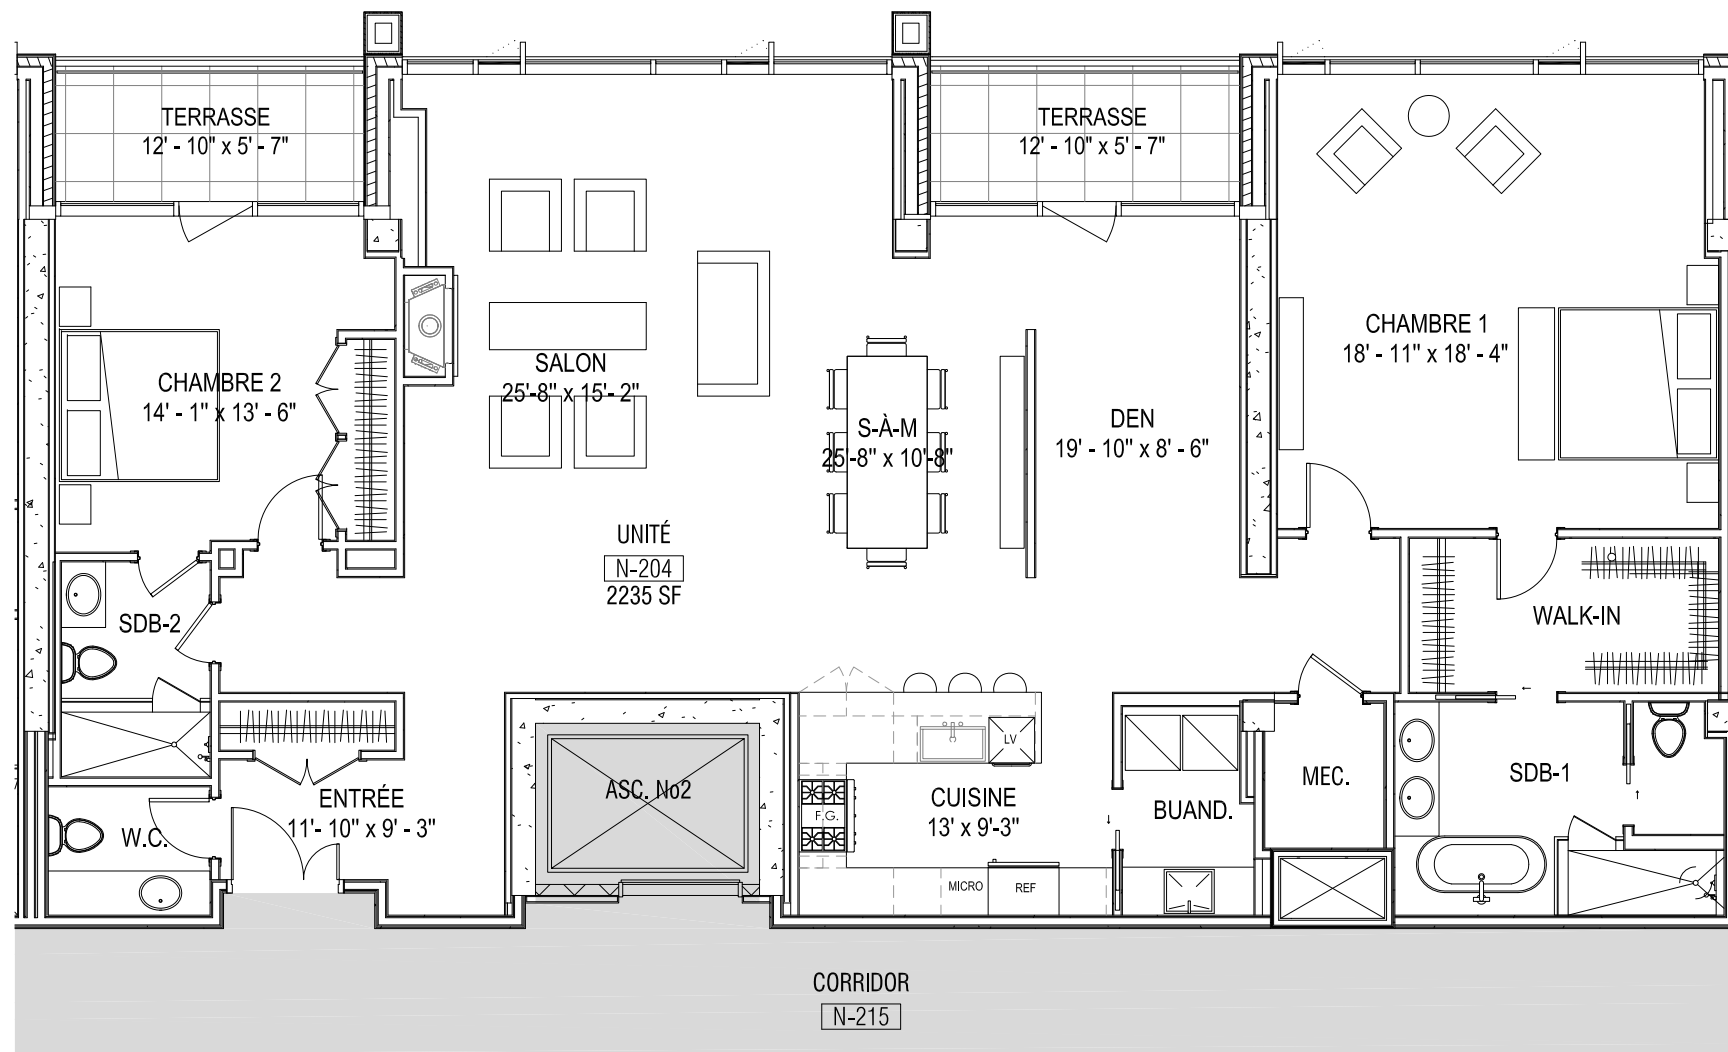 TERRASSE
12' - 10" x 5' - 7"
TERRASSE
12' - 10" x 5' - 7"
CHAMBRE 1
18' - 11" x 18' - 4"
SALON
25'-8" x 15'- 2"
CHAMBRE 2
14' - 1" x 13' - 6"
S-À-M
25'-8" x 10'-8"
DEN
19' - 10" x 8' - 6"
UNITÉ
N-204
2235 SF
SDB-2
WALK-IN
LV
ASC. No2
MEC.
SDB-1
ENTRÉE
11'- 10" x 9' - 3"
F.G.
CUISINE
13' x 9'-3"
BUAND.
W.C.
MICRO
REF
CORRIDOR
N-215